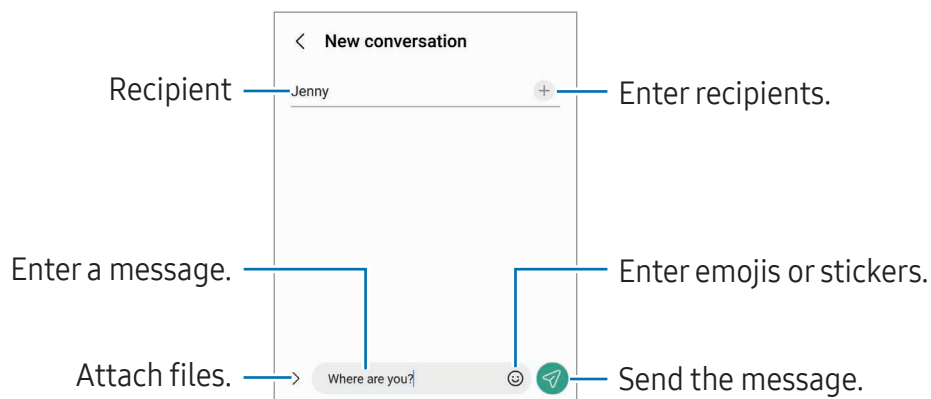 New conversation
Recipient
Jenny
Enter recipients.
Enter a message.
Enter emojis or stickers.
Attach files.
Where are you?
Send the message.